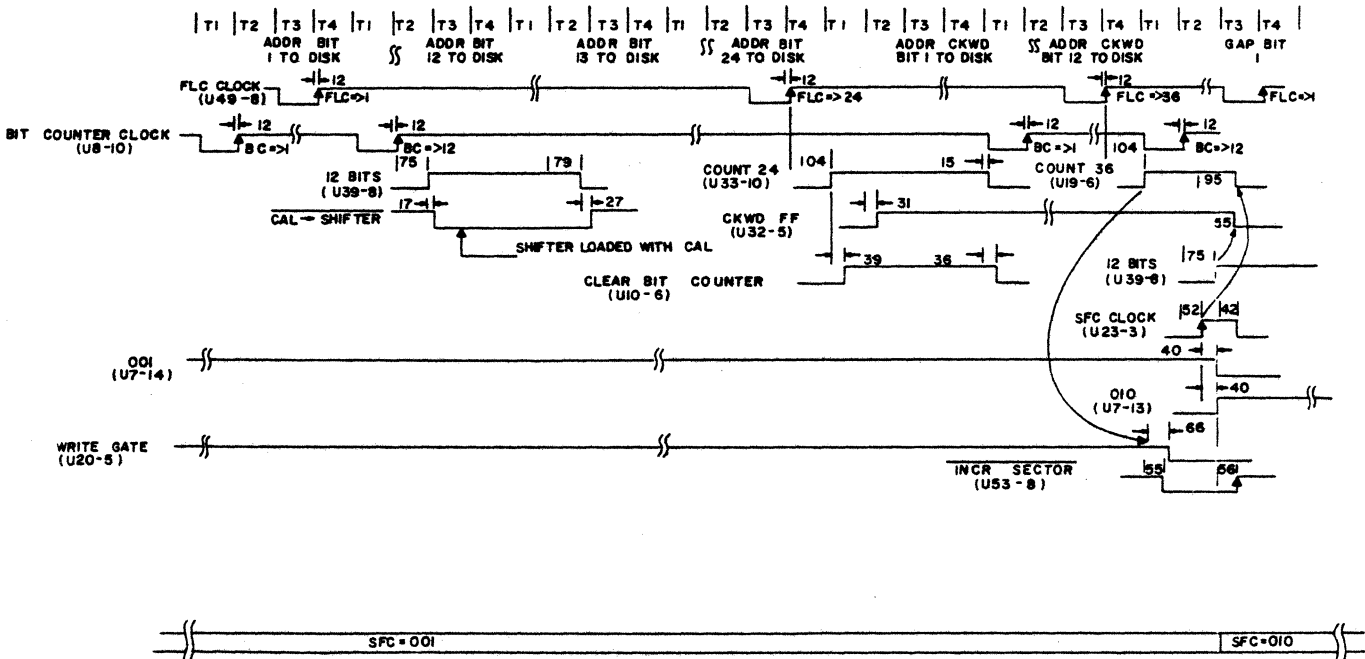 T1 T2 T3 T4 T1 T2 T3 T4 T1 T2 T3 T4 T1 T2 T3 T4 T1 T2 T3 T4 T1 T2 T3 T4 T1 T2 T3 T4
ADDR BIT
1 TO DISK
ADDR BIT
12 TO DISK
ADDR BIT
13 TO DISK
ADDR BIT
24 TO DISK
ADDR CKWD
BIT 1 TO DISK
ADDR CKWD
BIT 12 TO DISK
GAP BIT
1
FLC CLOCK
(U49-8)
12
FLC=>1
12
FLC=>24
12
FLC=>36
FLC=>1
BIT COUNTER CLOCK
(U8-10)
12
BC=>1
12
BC=>12
12
BC=>1
12
BC=>12
12 BITS
(U39-8)
75
79
COUNT 24
(U33-10)
104
15
COUNT 36
(U19-6)
104
95
CAL → SHIFTER
17
27
SHIFTER LOADED WITH CAL
CKWD FF
(U32-5)
31
55
CLEAR BIT COUNTER
(U10-6)
39
36
12 BITS
(U39-8)
75
SFC CLOCK
(U23-3)
52
42
001
(U7-14)
40
010
(U7-13)
40
WRITE GATE
(U20-5)
66
INCR SECTOR
(U53-8)
55
56
SFC=001
SFC=010